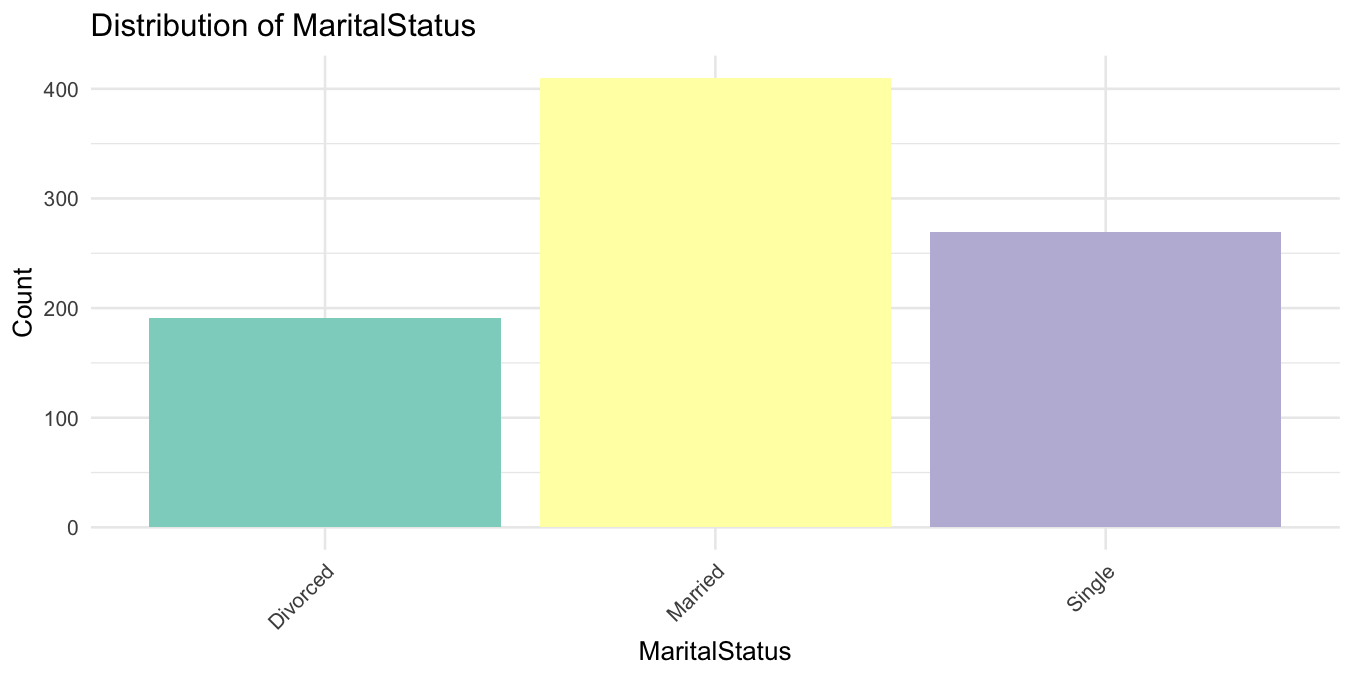 Distribution of MaritalStatus
400
300
200
100
0
Count
Divorced
Married
Single
MaritalStatus